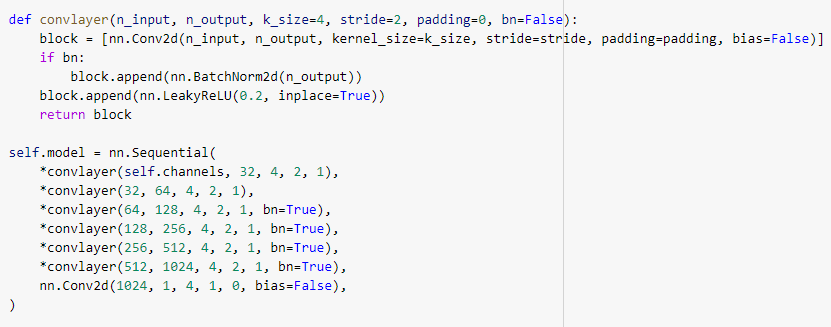 def convlayer(n_input, n_output, k_size=4, stride=2, padding=0, bn=False):
    block = [nn.Conv2d(n_input, n_output, kernel_size=k_size, stride=stride, padding=padding, bias=False)]
    if bn:
        block.append(nn.BatchNorm2d(n_output))
    block.append(nn.LeakyReLU(0.2, inplace=True))
    return block

self.model = nn.Sequential(
    *convlayer(self.channels, 32, 4, 2, 1),
    *convlayer(32, 64, 4, 2, 1),
    *convlayer(64, 128, 4, 2, 1, bn=True),
    *convlayer(128, 256, 4, 2, 1, bn=True),
    *convlayer(256, 512, 4, 2, 1, bn=True),
    *convlayer(512, 1024, 4, 2, 1, bn=True),
    nn.Conv2d(1024, 1, 4, 1, 0, bias=False),
)